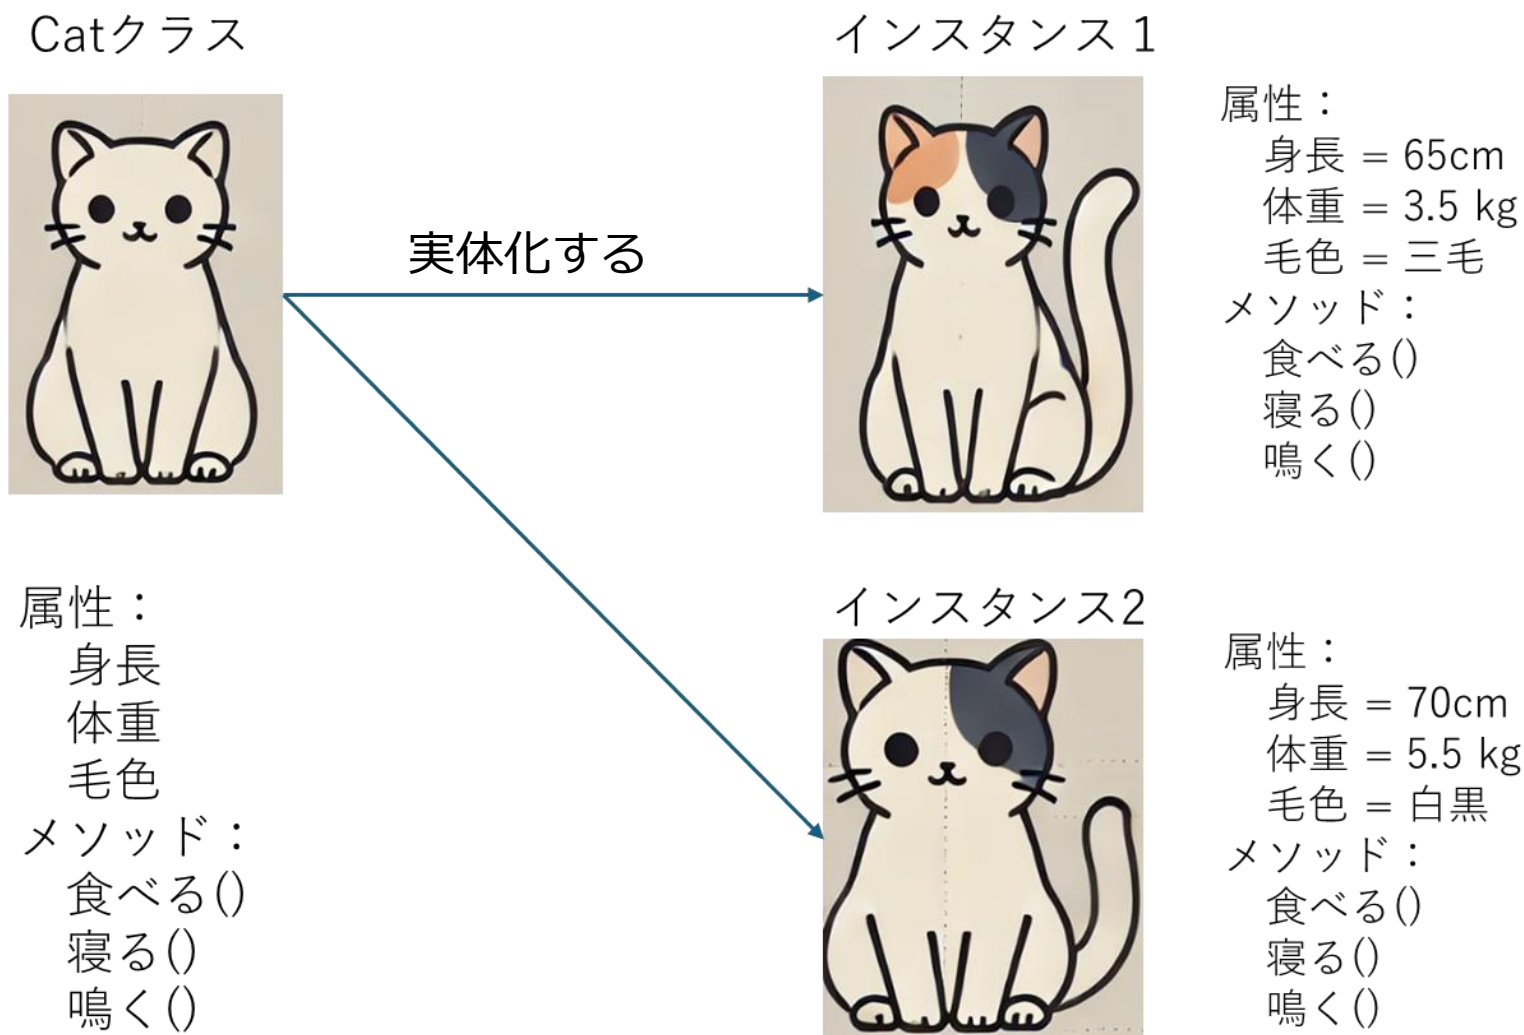 Catクラス
属性：
身長
体重
毛色
メソッド：
食べる()
寝る()
鳴く()
実体化する
インスタンス１
属性：
身長 = 65cm
体重 = 3.5 kg
毛色 = 三毛
メソッド：
食べる()
寝る()
鳴く()
インスタンス2
属性：
身長 = 70cm
体重 = 5.5 kg
毛色 = 白黒
メソッド：
食べる()
寝る()
鳴く()